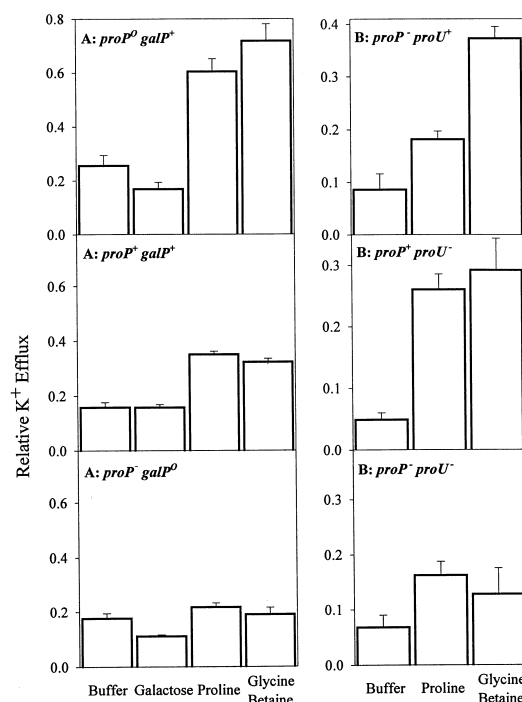 Relative K+ Efflux
A: proPO galP+
0.8
0.6
0.4
0.2
0.0
A: proP+ galP+
0.6
0.4
0.2
0.0
A: proP- galPO
0.6
0.4
0.2
0.0
Buffer Galactose Proline Glycine
Betaine
B: proP- proU+
0.4
0.3
0.2
0.1
0.0
B: proP+ proU-
0.3
0.2
0.1
0.0
B: proP- proU-
0.3
0.2
0.1
0.0
Buffer Proline Glycine
Betaine